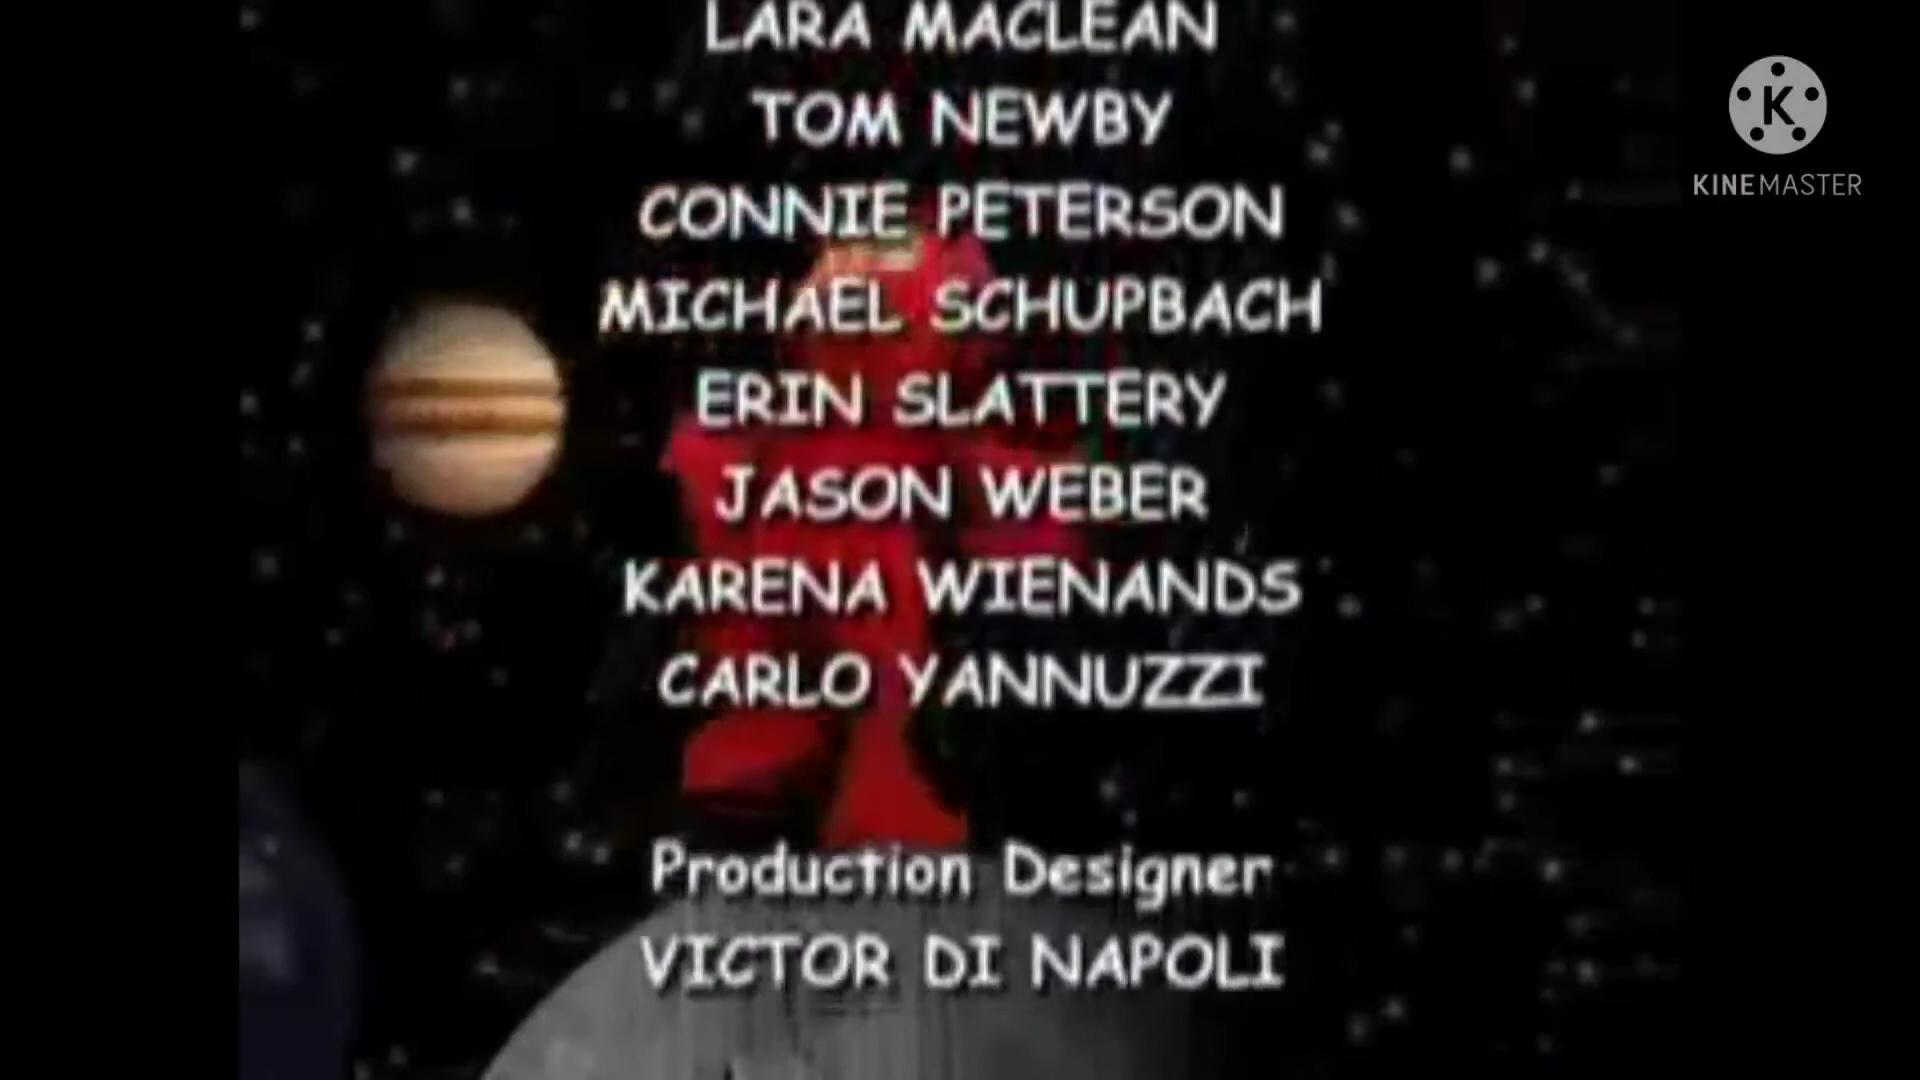 LARA MACLEAN
TOM NEWBY
CONNIE PETERSON
MICHAEL SCHUPBACH
ERIN SLATTERY
JASON WEBER
KARENA WIENANDS
CARLO YANNUZZI
Production Designer
VICTOR DI NAPOLI
K
KINEMASTER